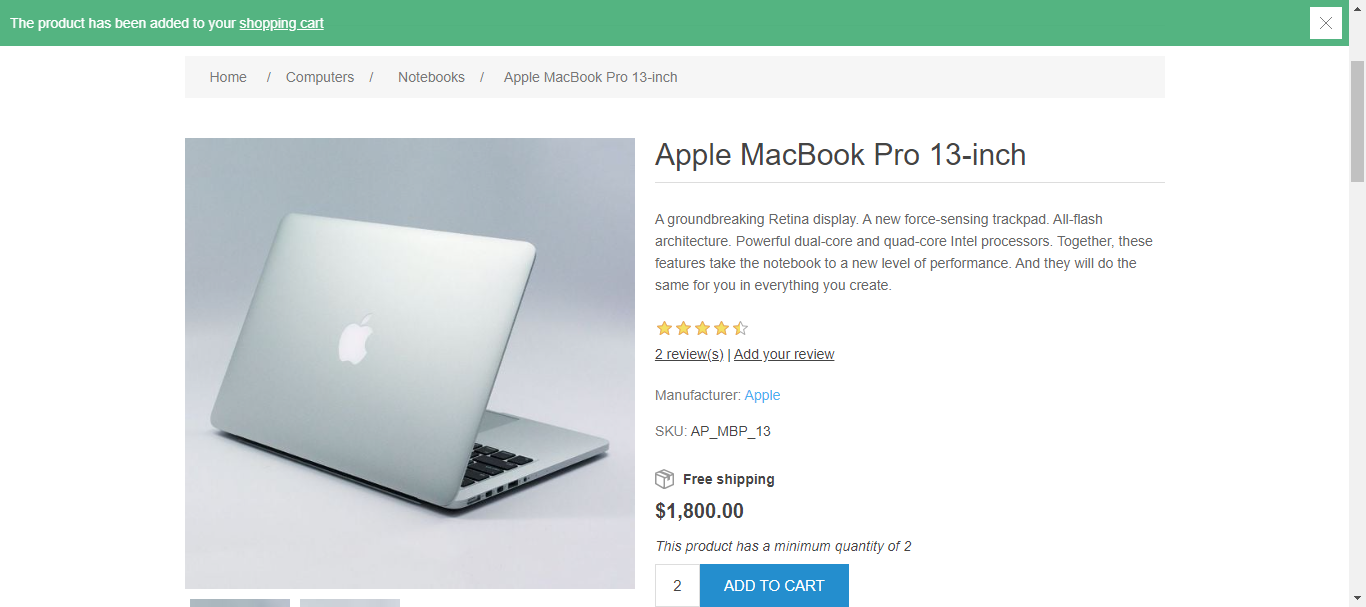 The product has been added to your shopping cart
Home / Computers / Notebooks / Apple MacBook Pro 13-inch
Apple MacBook Pro 13-inch
A groundbreaking Retina display. A new force-sensing trackpad. All-flash
architecture. Powerful dual-core and quad-core Intel processors. Together, these
features take the notebook to a new level of performance. And they will do the
same for you in everything you create.
2 review(s) | Add your review
Manufacturer: Apple
SKU: AP_MBP_13
Free shipping
$1,800.00
This product has a minimum quantity of 2
2 ADD TO CART